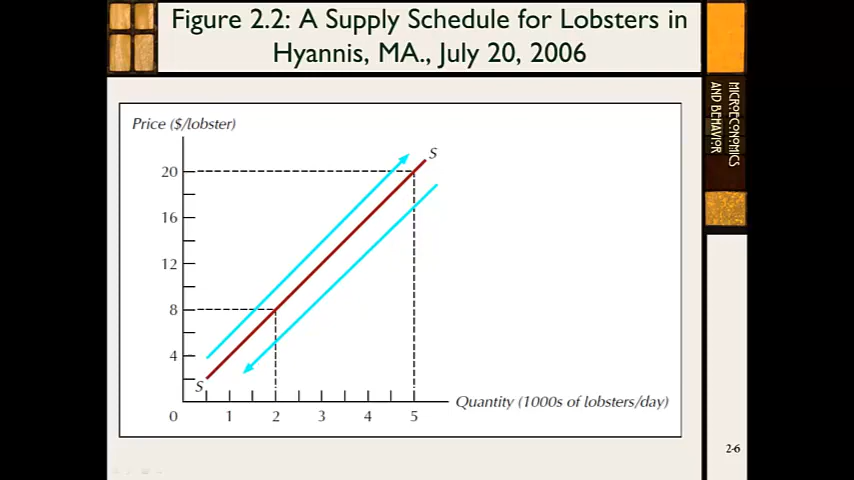 Figure 2.2: A Supply Schedule for Lobsters in
Hyannis, MA., July 20, 2006
MICROECONOMICS
AND BEHAVIOR
Price ($/lobster)
S
20
16
12
8
4
S
0 1 2 3 4 5
Quantity (1000s of lobsters/day)
2-6